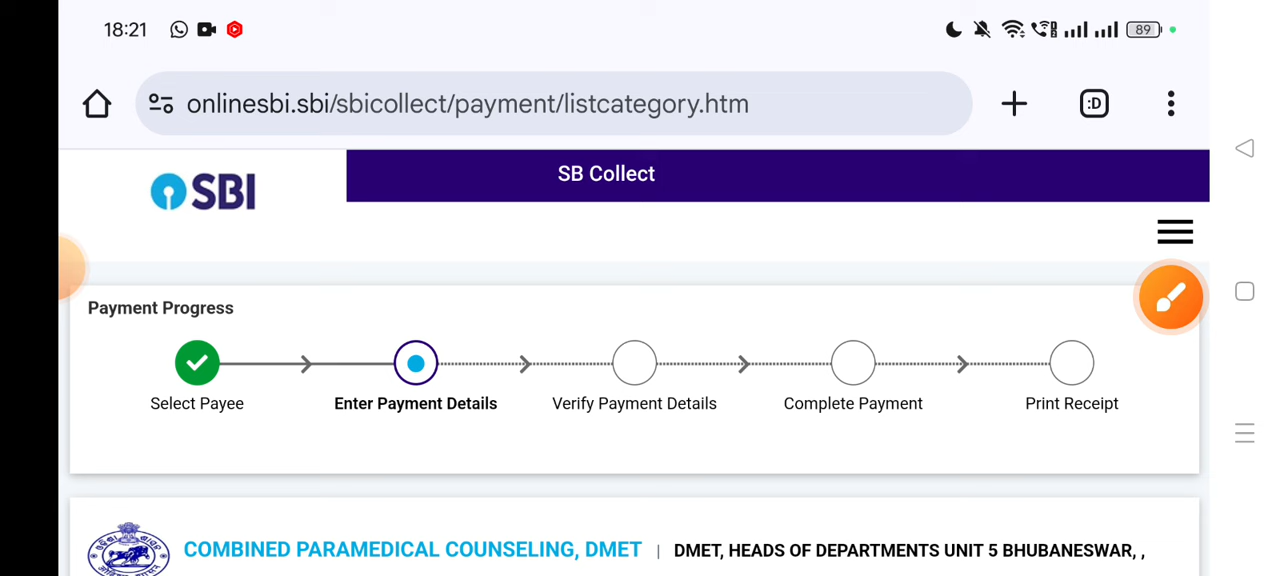 18:21
89
onlinesbi.sbi/sbicollect/payment/listcategory.htm
:D
SBI
SB Collect
Payment Progress
Select Payee
Enter Payment Details
Verify Payment Details
Complete Payment
Print Receipt
COMBINED PARAMEDICAL COUNSELING, DMET | DMET, HEADS OF DEPARTMENTS UNIT 5 BHUBANESWAR, ,